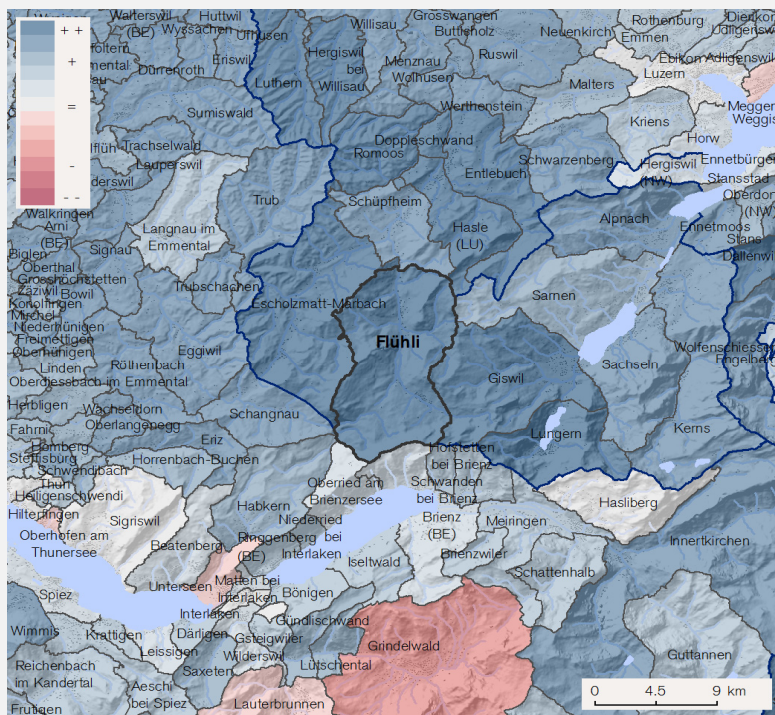 Walterswil
(BE)
Wyssachen
Huttwil
Ufhusen
Eriswil
Dürrenroth
Sumiswald
Luthern
Hergiswil
bei
Willisau
Willisau
Menznau
Wolhusen
Grosswangen
Buttisholz
Ruswil
Neuenkirch
Rothenburg
Emmen
Ebikon
Adligenswil
Udligenswil
Luzern
Malters
Kriens
Horw
Meggen
Weggis
Werthenstein
Doppleschwand
Romoos
Entlebuch
Schwarzenberg
Hergiswil
(NW)
Ennetbürgen
Stansstad
Oberdorf
(NW)
Ennetmoos
Stans
Dallenwil
Alpnach
++
+
=
-
--
Trachselwald
Lauperswil
Trub
Schüpfheim
Hasle
(LU)
Langnau im
Emmental
Walkringen
Arni
(BE)
Signau
Biglen
Oberthal
Grosshöchstetten
Zäziwil
Bowil
Konolfingen
Mirchel
Niederhünigen
Freimettigen
Oberhünigen
Linden
Oberdiessbach
Trubschachen
Escholzmatt-Marbach
Flühli
Sarnen
Sachseln
Giswil
Lungern
Kerns
Wolfenschiessen
Engelberg
Eggiwil
Röthenbach
im Emmental
Schangnau
Herbligen
Wachseldorn
Oberlangenegg
Fahrni
Eriz
Homberg
Steffisburg
Schwendibach
Thun
Heiligenschwendi
Horrenbach-Buchen
Hilterfingen
Oberhofen am
Thunersee
Sigriswil
Habkern
Beatenberg
Oberried am
Brienzersee
Niederried
bei
Interlaken
Ringgenberg
(BE)
Hofstetten
bei Brienz
Schwanden
bei Brienz
Brienz
(BE)
Brienzwiler
Meiringen
Hasliberg
Innertkirchen
Schattenhalb
Guttannen
Iseltwald
Bönigen
Unterseen
Matten bei
Interlaken
Interlaken
Spiez
Krattigen
Därligen
Leissigen
Wimmis
Reichenbach
im Kandertal
Aeschi
bei Spiez
Frutigen
Saxeten
Gsteigwiler
Wilderswil
Gündlischwand
Lütschental
Lauterbrunnen
Grindelwald
0 4.5 9 km